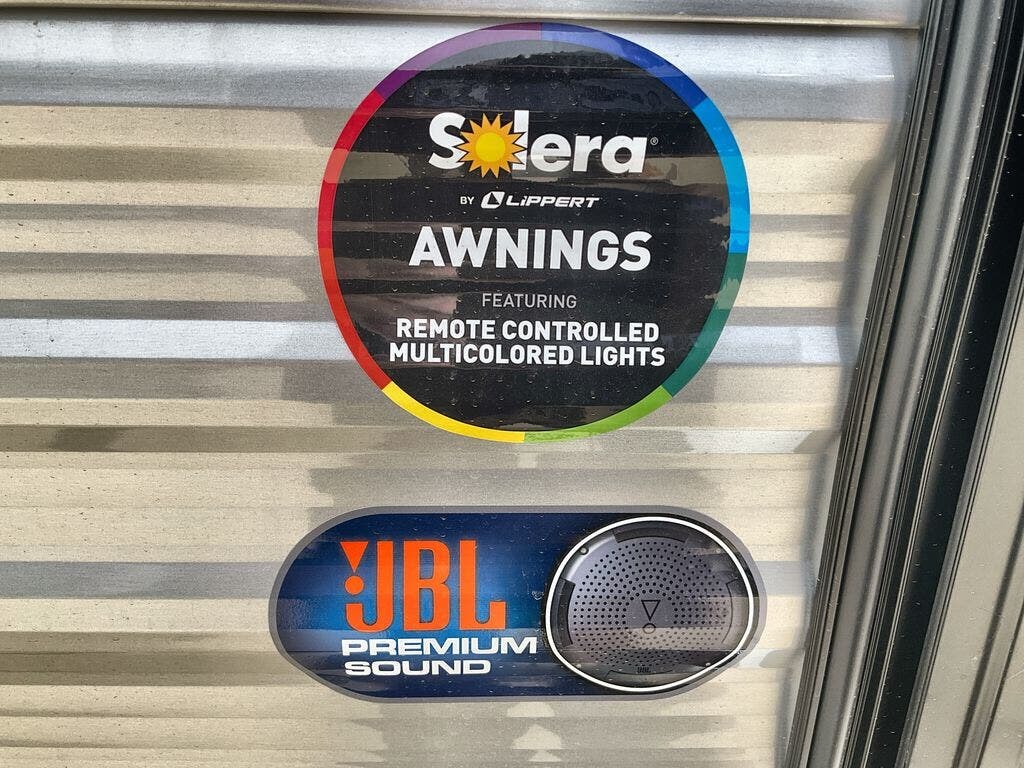 Solera®
BY LiPPERT
AWNINGS
FEATURING
REMOTE CONTROLLED
MULTICOLORED LIGHTS
JBL
PREMIUM
SOUND